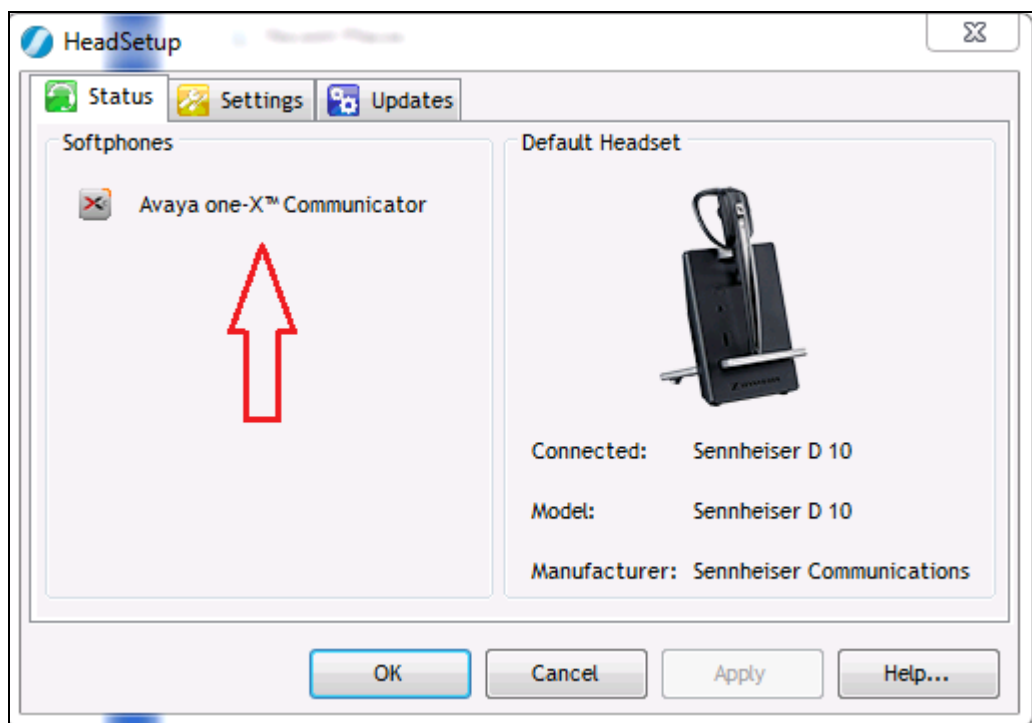 HeadSetup
Status
Settings
Updates
Softphones
Avaya one-X™ Communicator
Default Headset
Connected: Sennheiser D 10
Model: Sennheiser D 10
Manufacturer: Sennheiser Communications
OK
Cancel
Apply
Help...